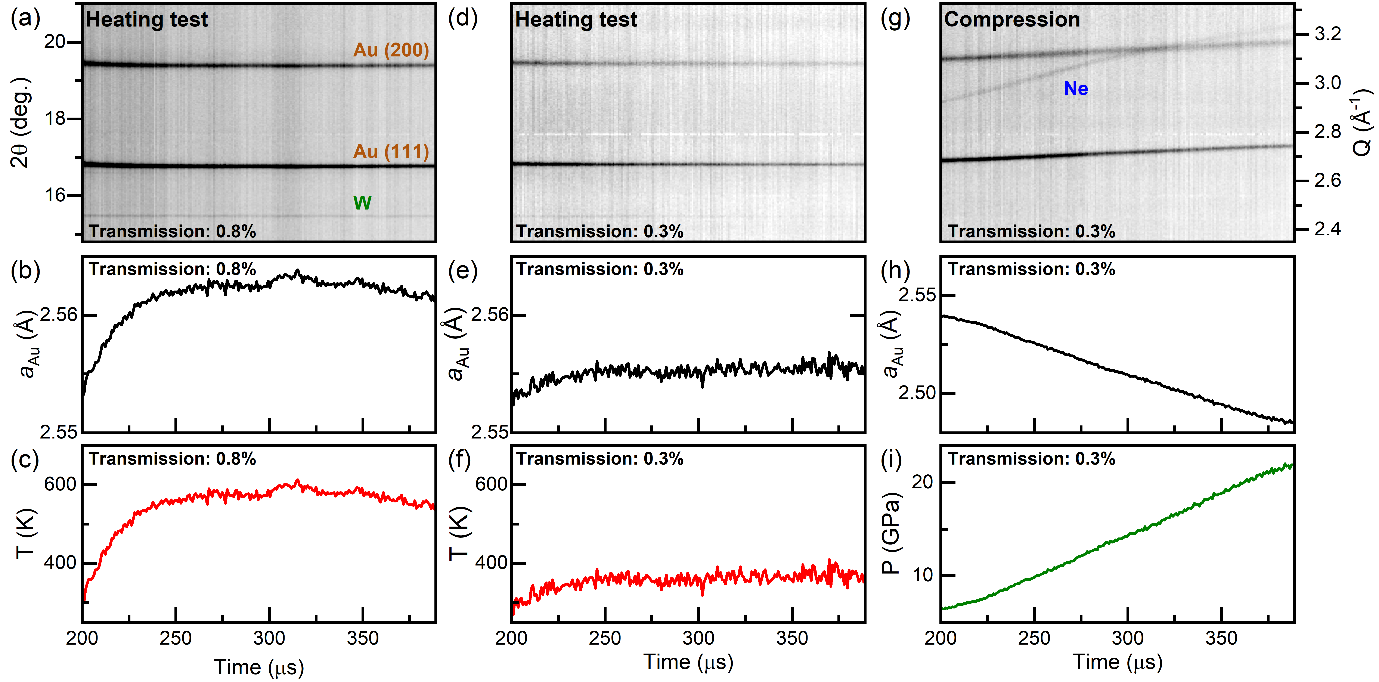 (a)
Heating test
20
18
16
2θ (deg.)
Au (200)
Au (111)
W
Transmission: 0.8%
(d)
Heating test
Transmission: 0.3%
(g)
Compression
Ne
Transmission: 0.3%
3.2
3.0
2.8
2.6
2.4
Q (Å-1)
(b)
Transmission: 0.8%
2.56
2.55
aAu (Å)
(e)
Transmission: 0.3%
2.56
2.55
aAu (Å)
(h)
Transmission: 0.3%
2.55
2.50
aAu (Å)
(c)
Transmission: 0.8%
600
400
T (K)
200 250 300 350
Time (μs)
(f)
Transmission: 0.3%
600
400
T (K)
200 250 300 350
Time (μs)
(i)
Transmission: 0.3%
20
10
P (GPa)
200 250 300 350
Time (μs)